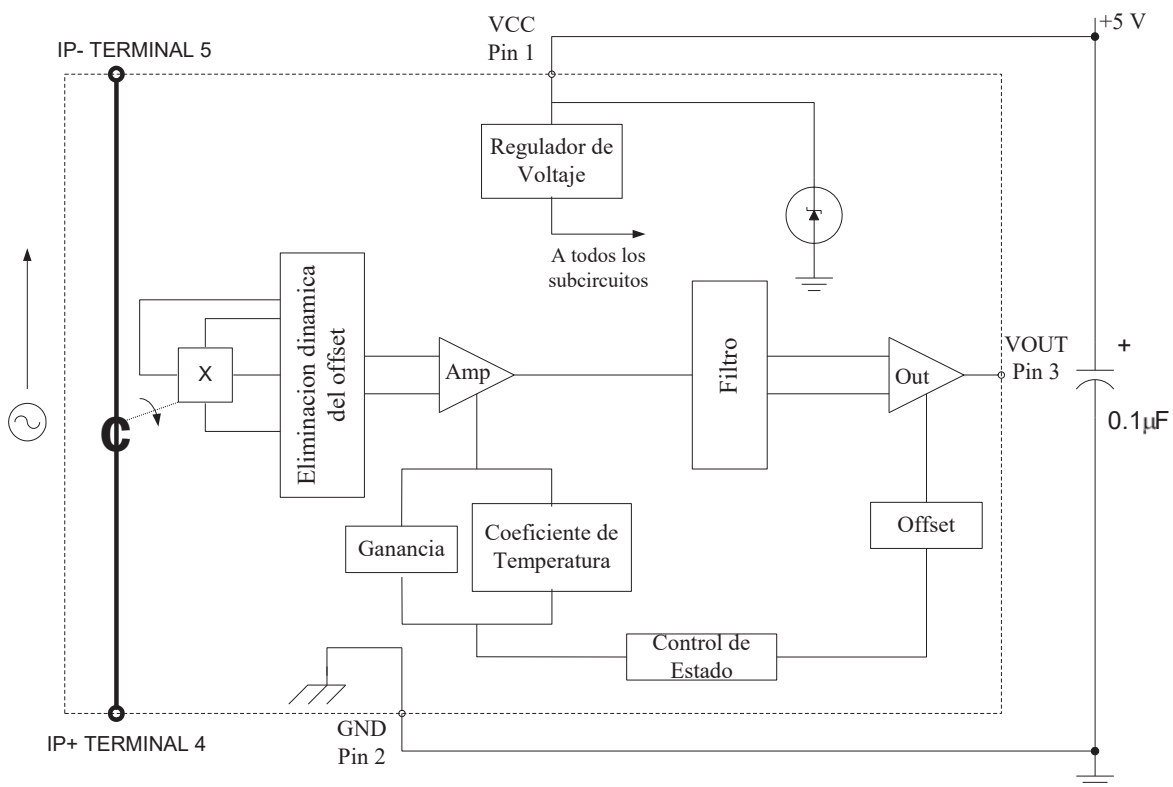 VCC
Pin 1
+5 V
IP- TERMINAL 5
Regulador de
Voltaje
A todos los
subcircuitos
Eliminacion dinamica
del offset
X
Amp
Filtro
Out
VOUT
Pin 3
+
0.1µF
C
Ganancia
Coeficiente de
Temperatura
Offset
Control de
Estado
IP+ TERMINAL 4
GND
Pin 2